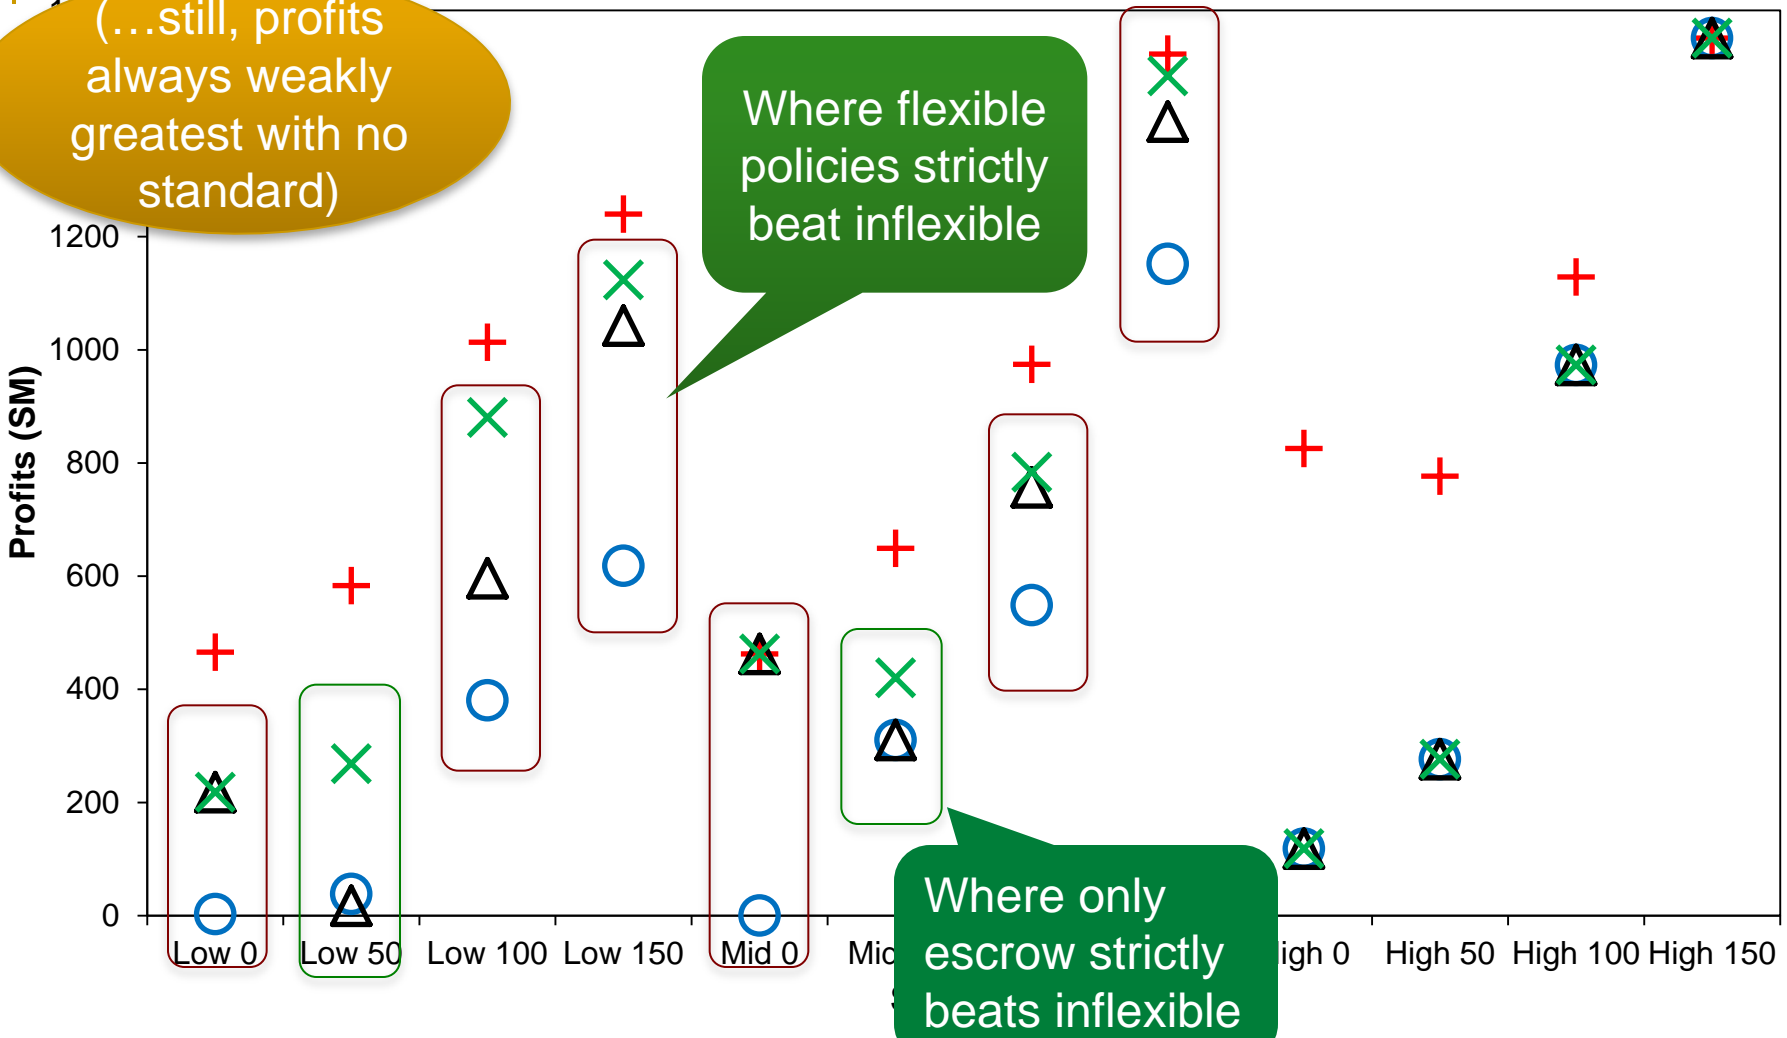 (…still, profits
always weakly
greatest with no
standard)
Where flexible
policies strictly
beat inflexible
1200
1000
800
600
400
200
0
Profits (SM)
Low 0
Low 50
Low 100
Low 150
Mid 0
High 50
High 100
High 150
Where only
escrow strictly
beats inflexible